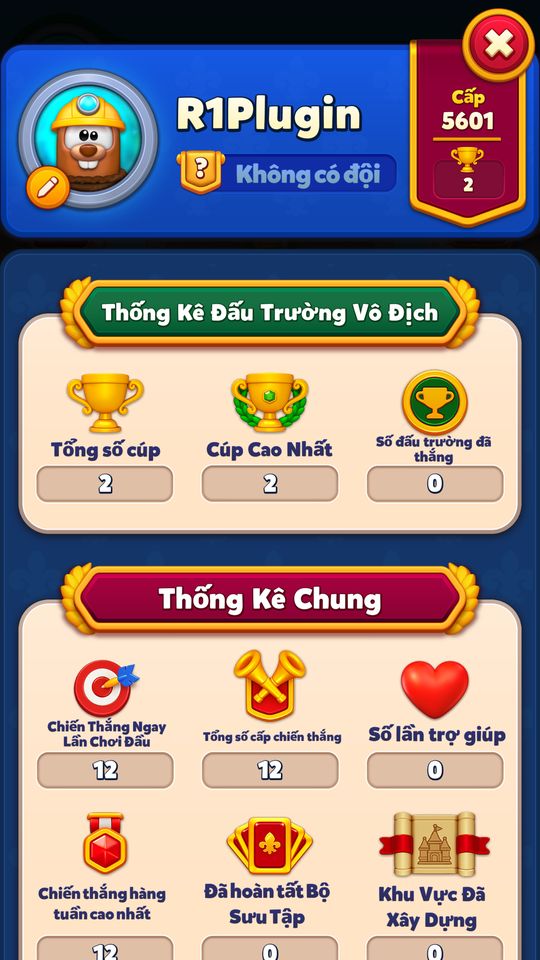 R1Plugin
?
Không có đội
Cấp
5601
2
Thống Kê Đấu Trường Vô Địch
Tổng số cúp
2
Cúp Cao Nhất
2
Số đấu trường đã
thắng
0
Thống Kê Chung
Chiến Thắng Ngay
Lần Chơi Đầu
12
Tổng số cấp chiến thắng
12
Số lần trợ giúp
0
Chiến thắng hàng
tuần cao nhất
12
Đã hoàn tất Bộ
Sưu Tập
0
Khu Vực Đã
Xây Dựng
0